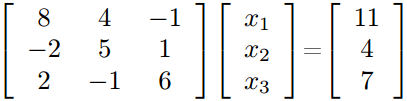 [ 8 4 −1 ] [ x₁ ] = [ 11 ]
[ −2 5 1 ] [ x₂ ] = [ 4 ]
[ 2 −1 6 ] [ x₃ ] = [ 7 ]